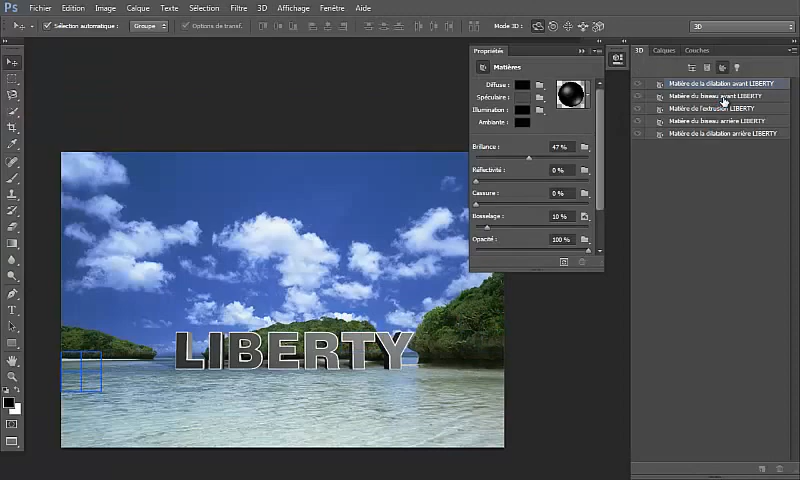 Ps Fichier Edition Image Calque Texte Sélection Filtre 3D Affichage Fenêtre Aide
Sélection automatique : Groupe Options de transf. Mode 3D : 3D
Propriétés
Matières
Diffuse :
Spéculaire :
Illumination :
Ambiante :
Brillance : 47 %
Réflectivité : 0 %
Cassure : 0 %
Bosselage : 10 %
Opacité : 100 %
3D Calques Couches
Matière de la dilatation avant LIBERTY
Matière du biseau avant LIBERTY
Matière de l'extrusion LIBERTY
Matière du biseau arrière LIBERTY
Matière de la dilatation arrière LIBERTY
LIBERTY